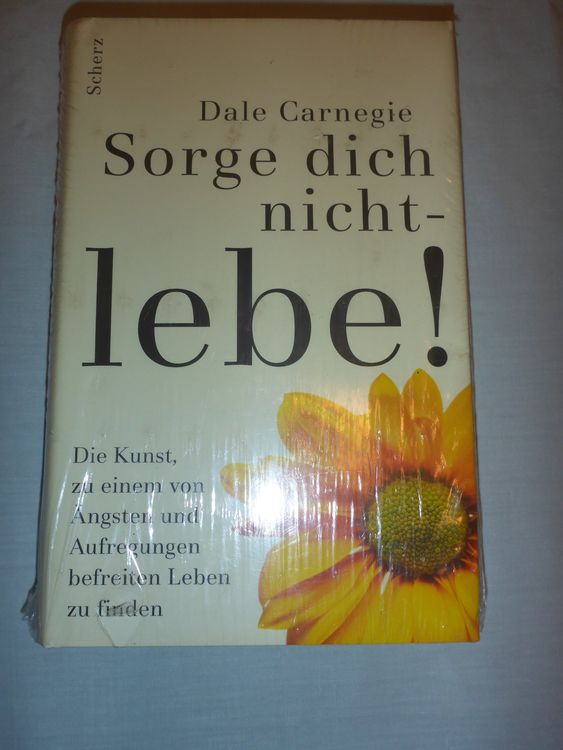 Scherz
Dale Carnegie
Sorge dich
nicht-
lebe!
Die Kunst,
zu einem von
Ängsten und
Aufregungen
befreiten Leben
zu finden